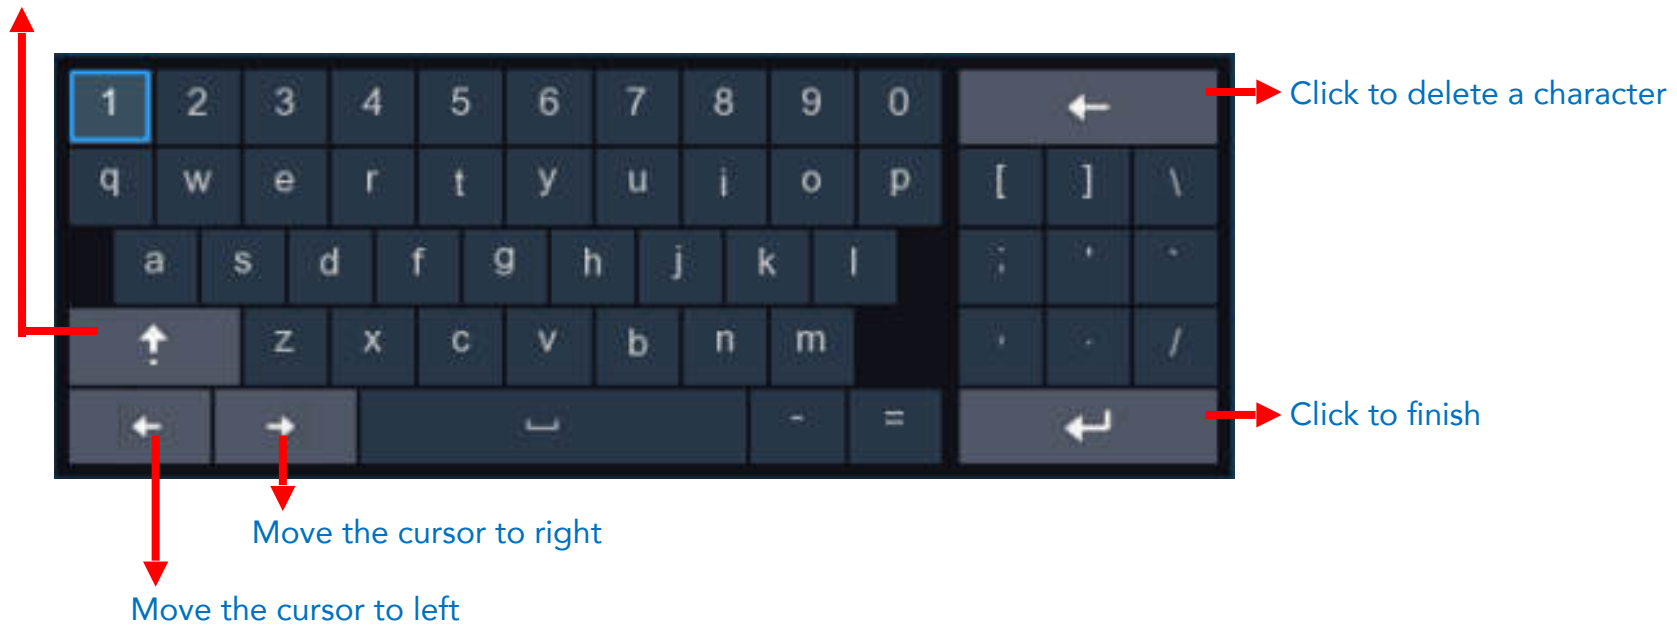 1 2 3 4 5 6 7 8 9 0
Click to delete a character
q w e r t y u i o p [ ] \
a s d f g h j k l ; '
z x c v b n m , . /
- =
Click to finish
Move the cursor to right
Move the cursor to left